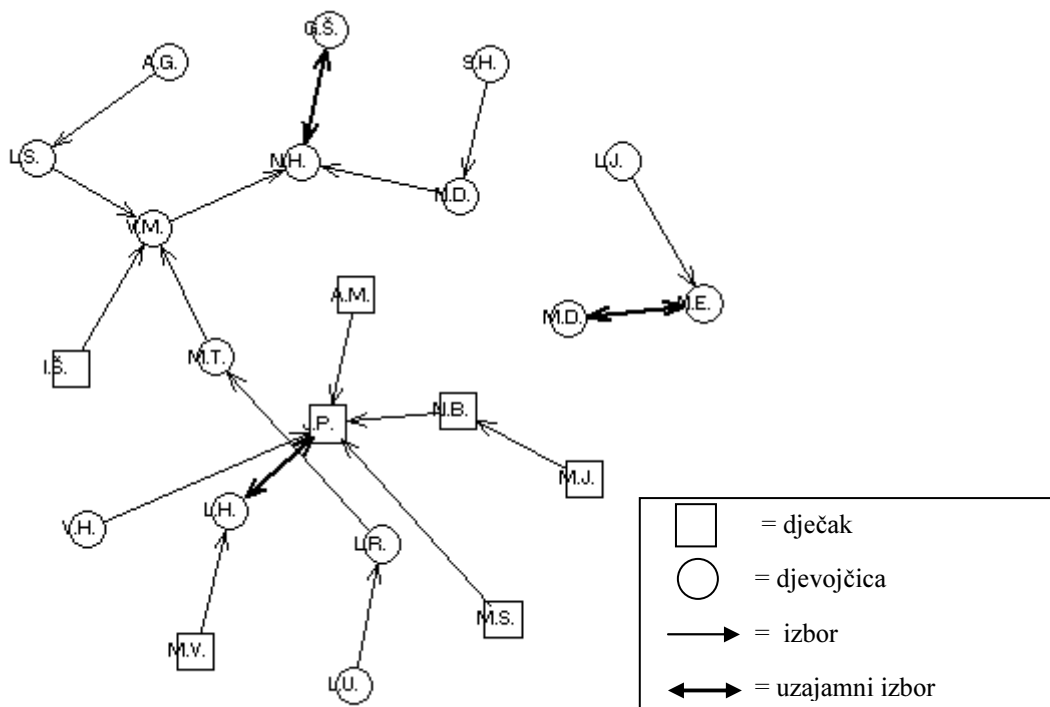 G.Š.
A.G.
S.H.
L.S.
N.H.
L.J.
N.D.
V.M.
A.M.
M.D.
I.Š.
M.T.
N.B.
M.J.
V.H.
L.R.
M.S.
M.V.
L.U.
= dječak
= djevojčica
= izbor
= uzajamni izbor